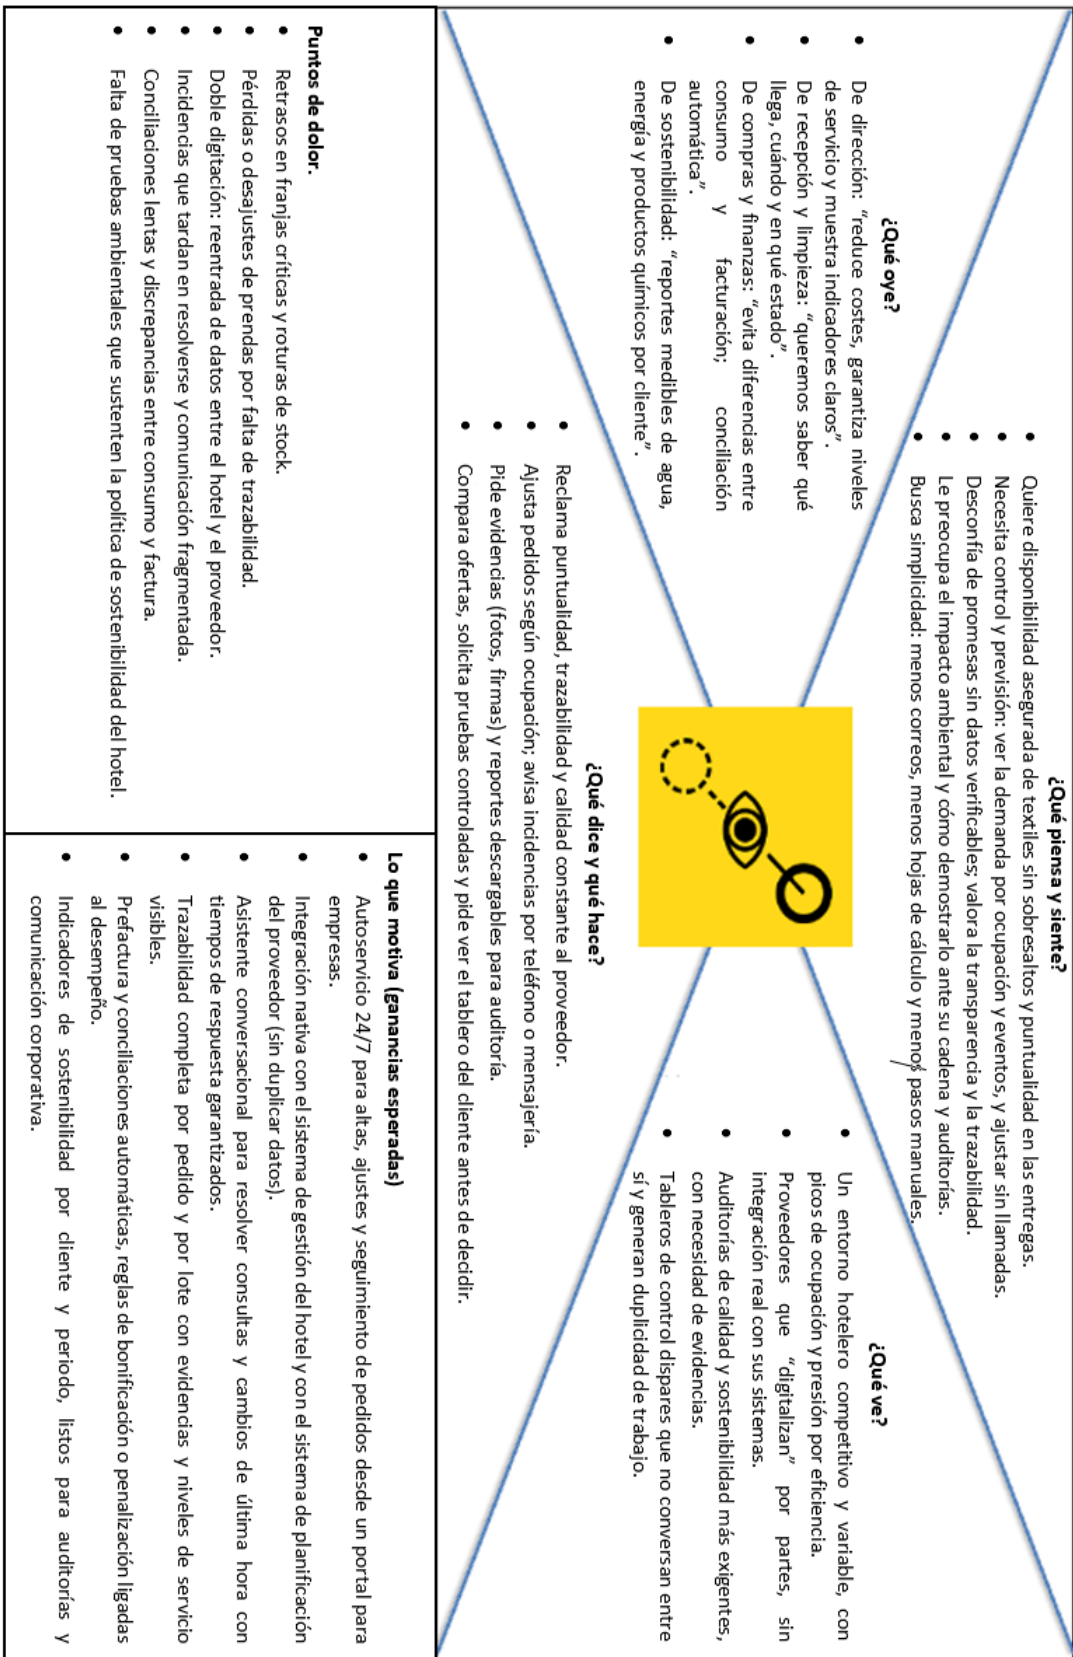 ¿Qué piensa y siente?
• Quiere disponibilidad asegurada de textiles sin sobresaltos y puntualidad en las entregas.
• Necesita control y previsión: ver la demanda por ocupación y eventos, y ajustar sin llamadas.
• Desconfía de promesas sin datos verificables; valora la transparencia y la trazabilidad.
• Le preocupa el impacto ambiental y cómo demostrarlo ante su cadena y auditorías.
• Busca simplicidad: menos correos, menos hojas de cálculo y menos pasos manuales.
¿Qué oye?
• De dirección: “reduce costes, garantiza niveles
de servicio y muestra indicadores claros”.
• De recepción y limpieza: “queremos saber qué
llega, cuándo y en qué estado”.
• De compras y finanzas: “evita diferencias entre
consumo y facturación; conciliación
automática”.
• De sostenibilidad: “reportes medibles de agua,
energía y productos químicos por cliente”.
¿Qué ve?
• Un entorno hotelero competitivo y variable, con
picos de ocupación y presión por eficiencia.
• Proveedores que “digitalizan” por partes, sin
integración real con sus sistemas.
• Auditorías de calidad y sostenibilidad más exigentes,
con necesidad de evidencias.
• Tableros de control dispares que no conversan entre
sí y generan duplicidad de trabajo.
¿Qué dice y qué hace?
• Reclama puntualidad, trazabilidad y calidad constante al proveedor.
• Ajusta pedidos según ocupación; avisa incidencias por teléfono o mensajería.
• Pide evidencias (fotos, firmas) y reportes descargables para auditoría.
• Compara ofertas, solicita pruebas controladas y pide ver el tablero del cliente antes de decidir.
Puntos de dolor.
• Retrasos en franjas críticas y roturas de stock.
• Pérdidas o desajustes de prendas por falta de trazabilidad.
• Doble digitación: reentrada de datos entre el hotel y el proveedor.
• Incidencias que tardan en resolverse y comunicación fragmentada.
• Conciliaciones lentas y discrepancias entre consumo y factura.
• Falta de pruebas ambientales que sustenten la política de sostenibilidad del hotel.
Lo que motiva (ganancias esperadas)
• Autoservicio 24/7 para altas, ajustes y seguimiento de pedidos desde un portal para
empresas.
• Integración nativa con el sistema de gestión del hotel y con el sistema de planificación
del proveedor (sin duplicar datos).
• Asistente conversacional para resolver consultas y cambios de última hora con
tiempos de respuesta garantizados.
• Trazabilidad completa por pedido y por lote con evidencias y niveles de servicio
visibles.
• Prefactura y conciliaciones automáticas, reglas de bonificación o penalización ligadas
al desempeño.
• Indicadores de sostenibilidad por cliente y periodo, listos para auditorías y
comunicación corporativa.